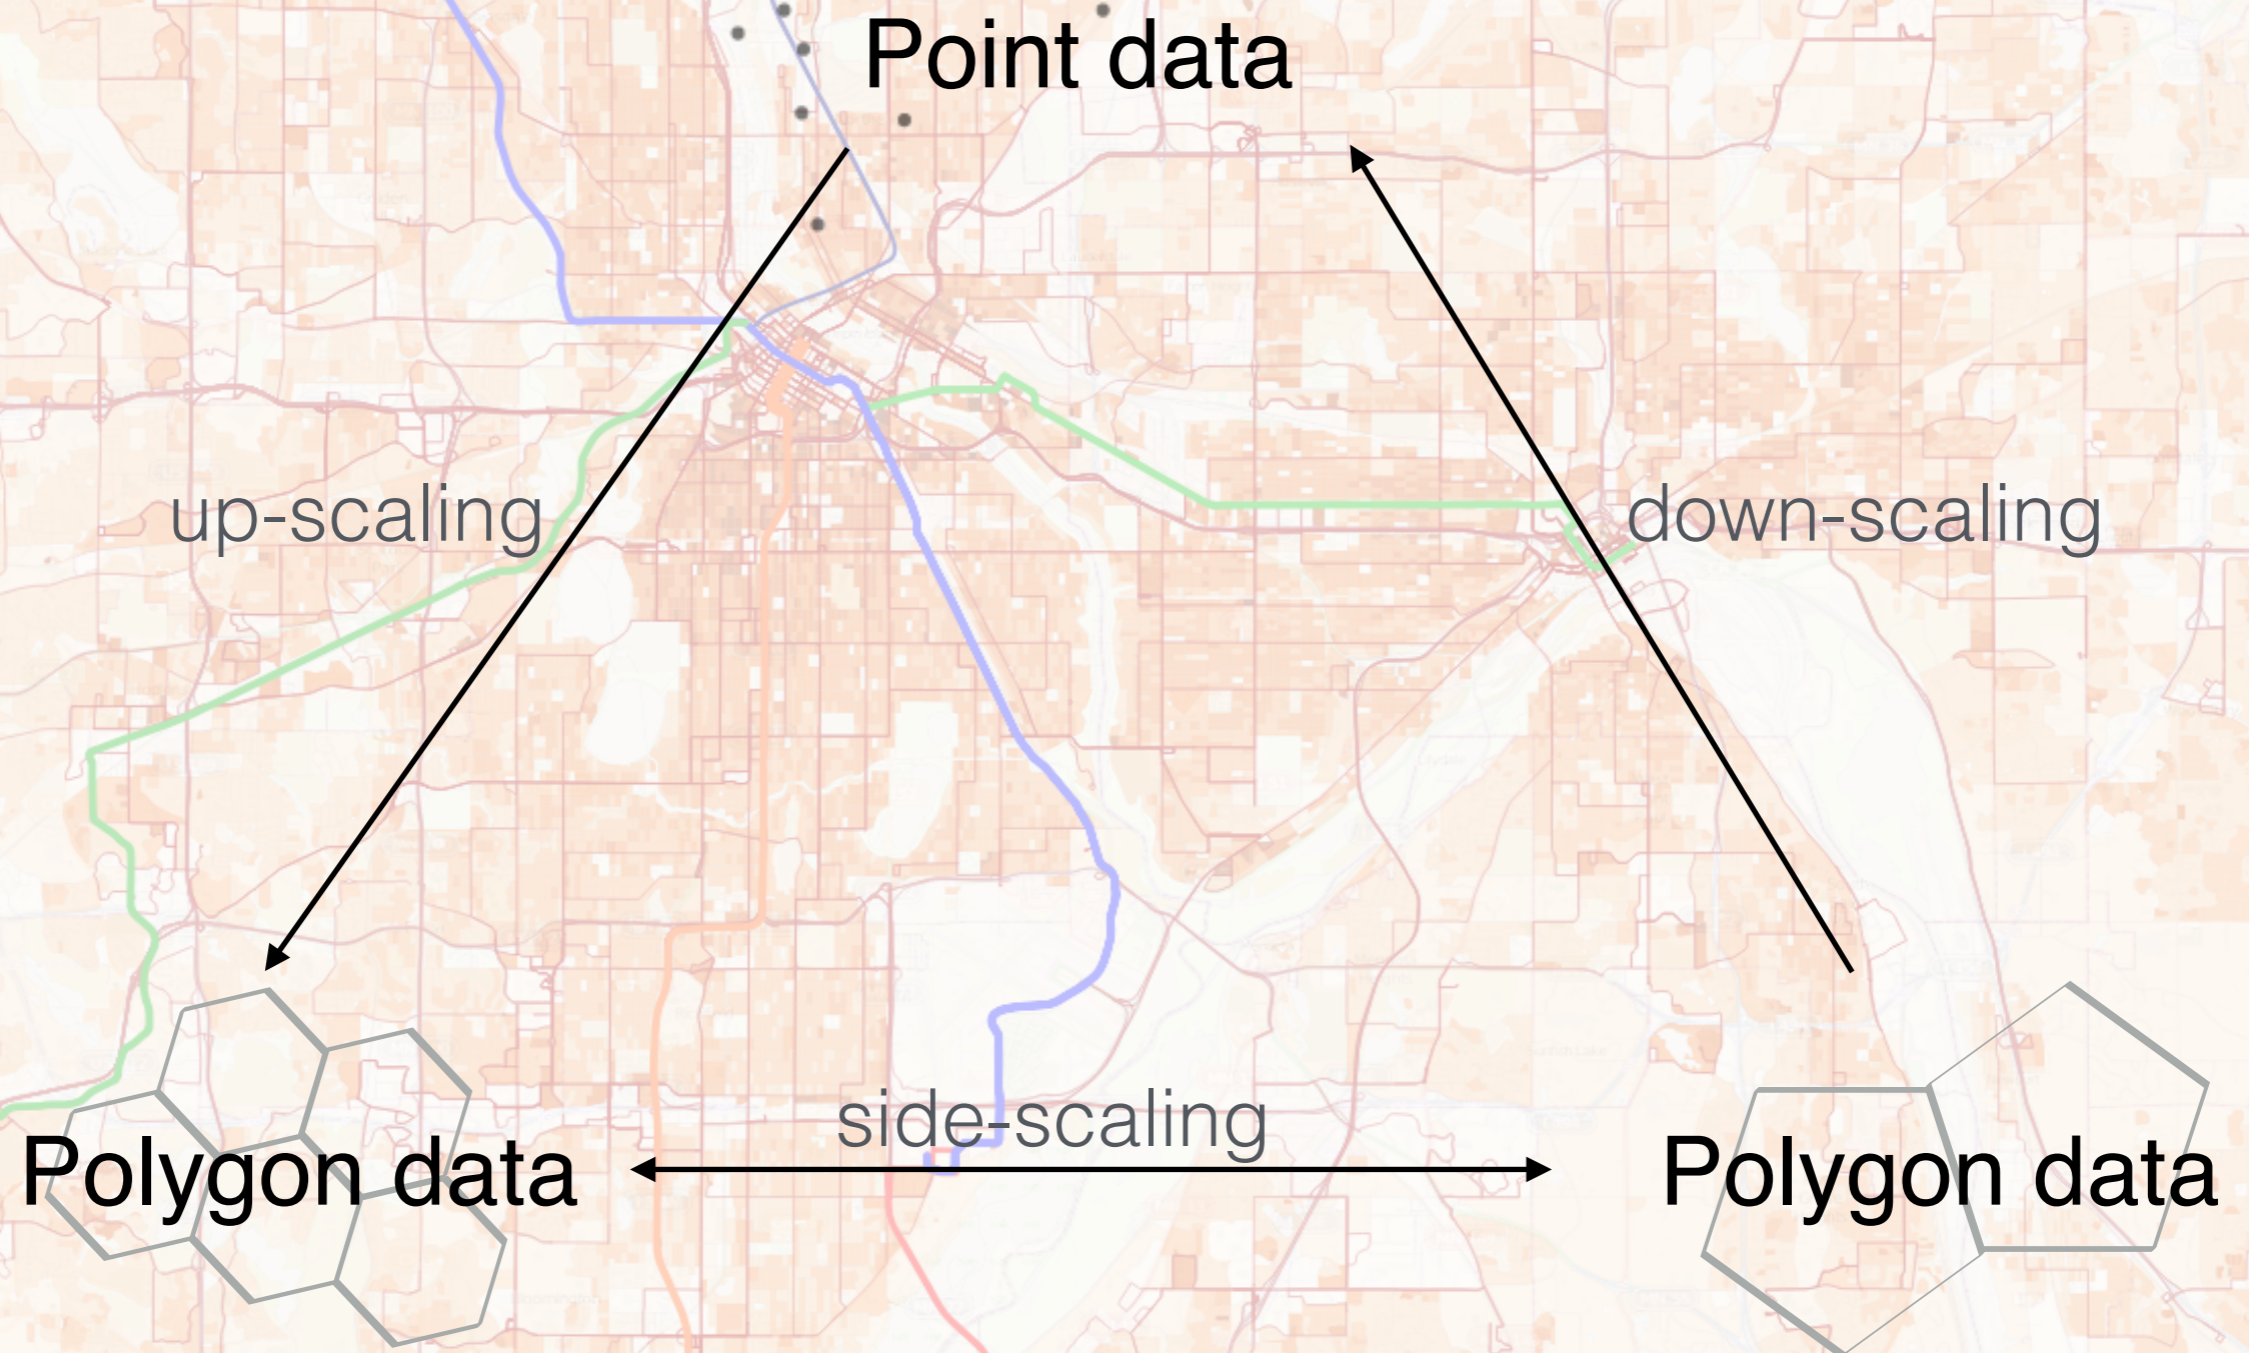 Point data
up-scaling
down-scaling
side-scaling
Polygon data
Polygon data